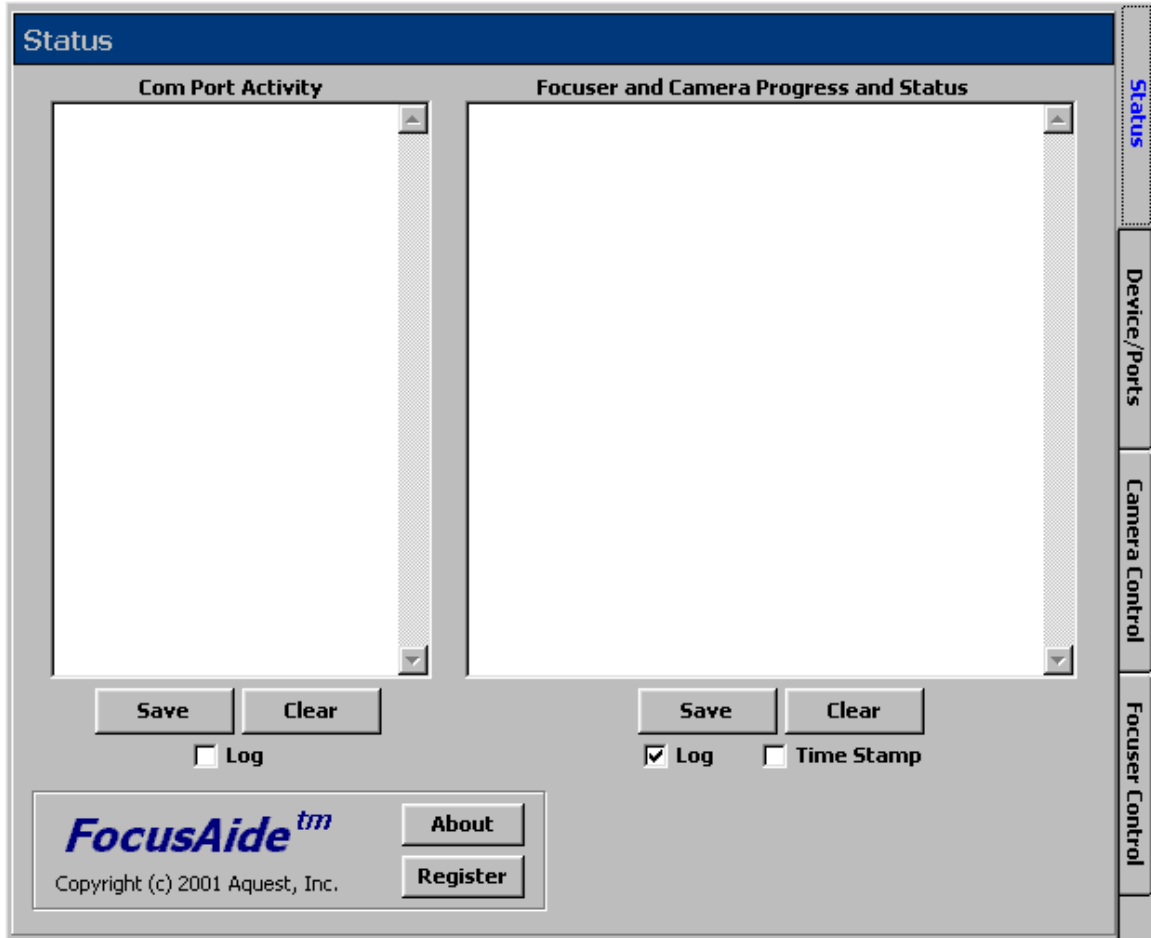 Status
Com Port Activity
Focuser and Camera Progress and Status
Save
Clear
Log
Save
Clear
Log
Time Stamp
FocusAide tm
Copyright (c) 2001 Aquest, Inc.
About
Register
Status
Device/Ports
Camera Control
Focuser Control